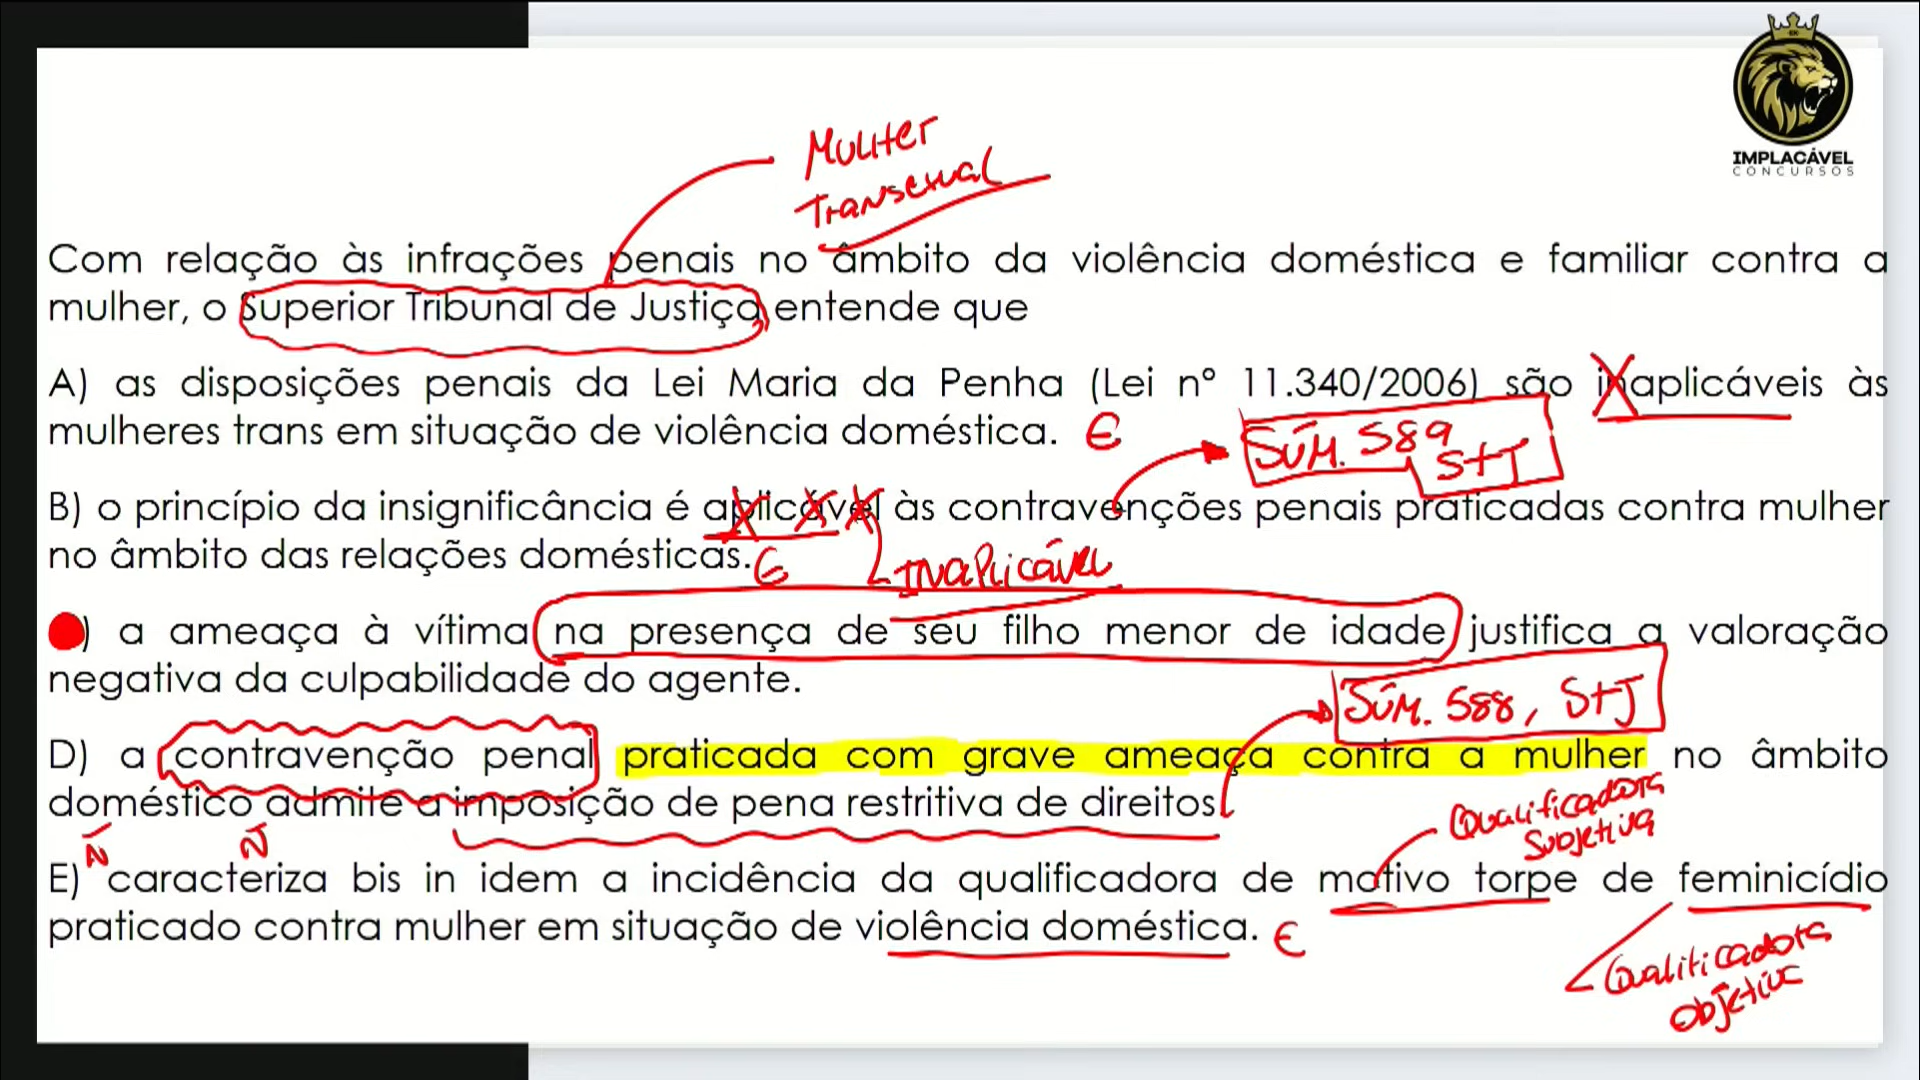 IMPLACÁVEL
CONCURSOS
MULHER
TRANSEXUAL
Com relação às infrações penais no âmbito da violência doméstica e familiar contra a
mulher, o Superior Tribunal de Justiça entende que
A) as disposições penais da Lei Maria da Penha (Lei nº 11.340/2006) são inaplicáveis às
mulheres trans em situação de violência doméstica. E
SÚM. 589
STJ
B) o princípio da insignificância é aplicável às contravenções penais praticadas contra mulher
no âmbito das relações domésticas. E
INAPLICÁVEL
) a ameaça à vítima na presença de seu filho menor de idade justifica a valoração
negativa da culpabilidade do agente.
SÚM. 588, STJ
D) a contravenção penal praticada com grave ameaça contra a mulher no âmbito
doméstico admite a imposição de pena restritiva de direitos.
Qualificadora
Subjetiva
Ñ Ñ
E) caracteriza bis in idem a incidência da qualificadora de motivo torpe de feminicídio
praticado contra mulher em situação de violência doméstica. E
Qualificadora
objetiva